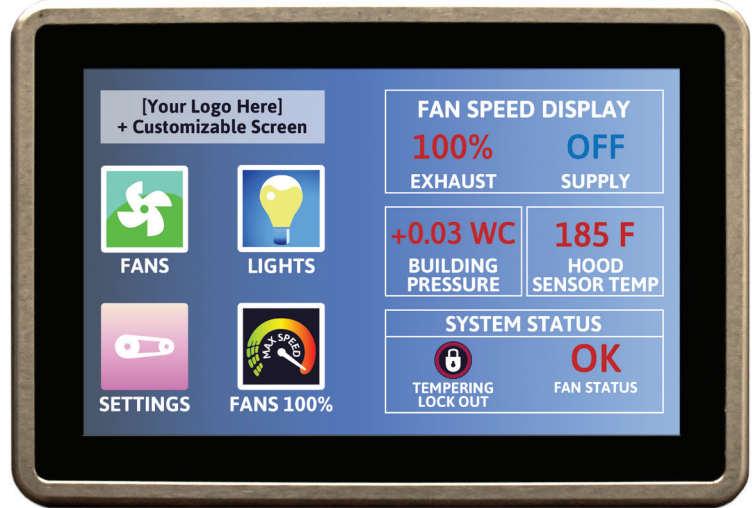 [Your Logo Here]
+ Customizable Screen
FANS
LIGHTS
SETTINGS
MAX SPEED
FANS 100%
FAN SPEED DISPLAY
100%
OFF
EXHAUST
SUPPLY
+0.03 WC
185 F
BUILDING
PRESSURE
HOOD
SENSOR TEMP
SYSTEM STATUS
OK
TEMPERING
LOCK OUT
FAN STATUS